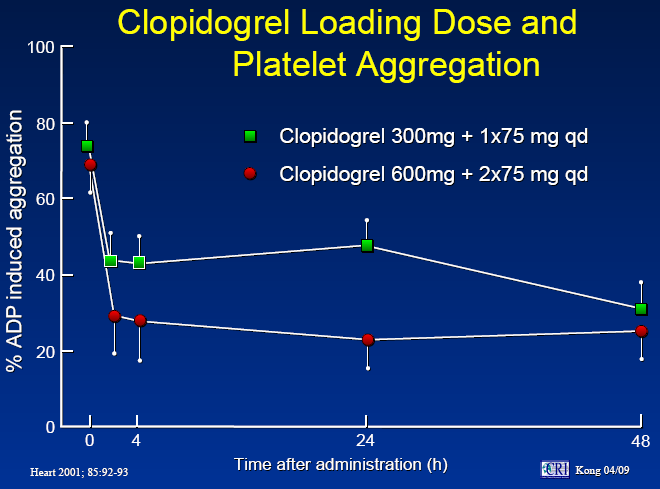 Clopidogrel Loading Dose and
Platelet Aggregation
% ADP induced aggregation
100
80
60
40
20
0
Clopidogrel 300mg + 1x75 mg qd
Clopidogrel 600mg + 2x75 mg qd
0 4 24 48
Time after administration (h)
Heart 2001; 85:92-93
Kong 04/09